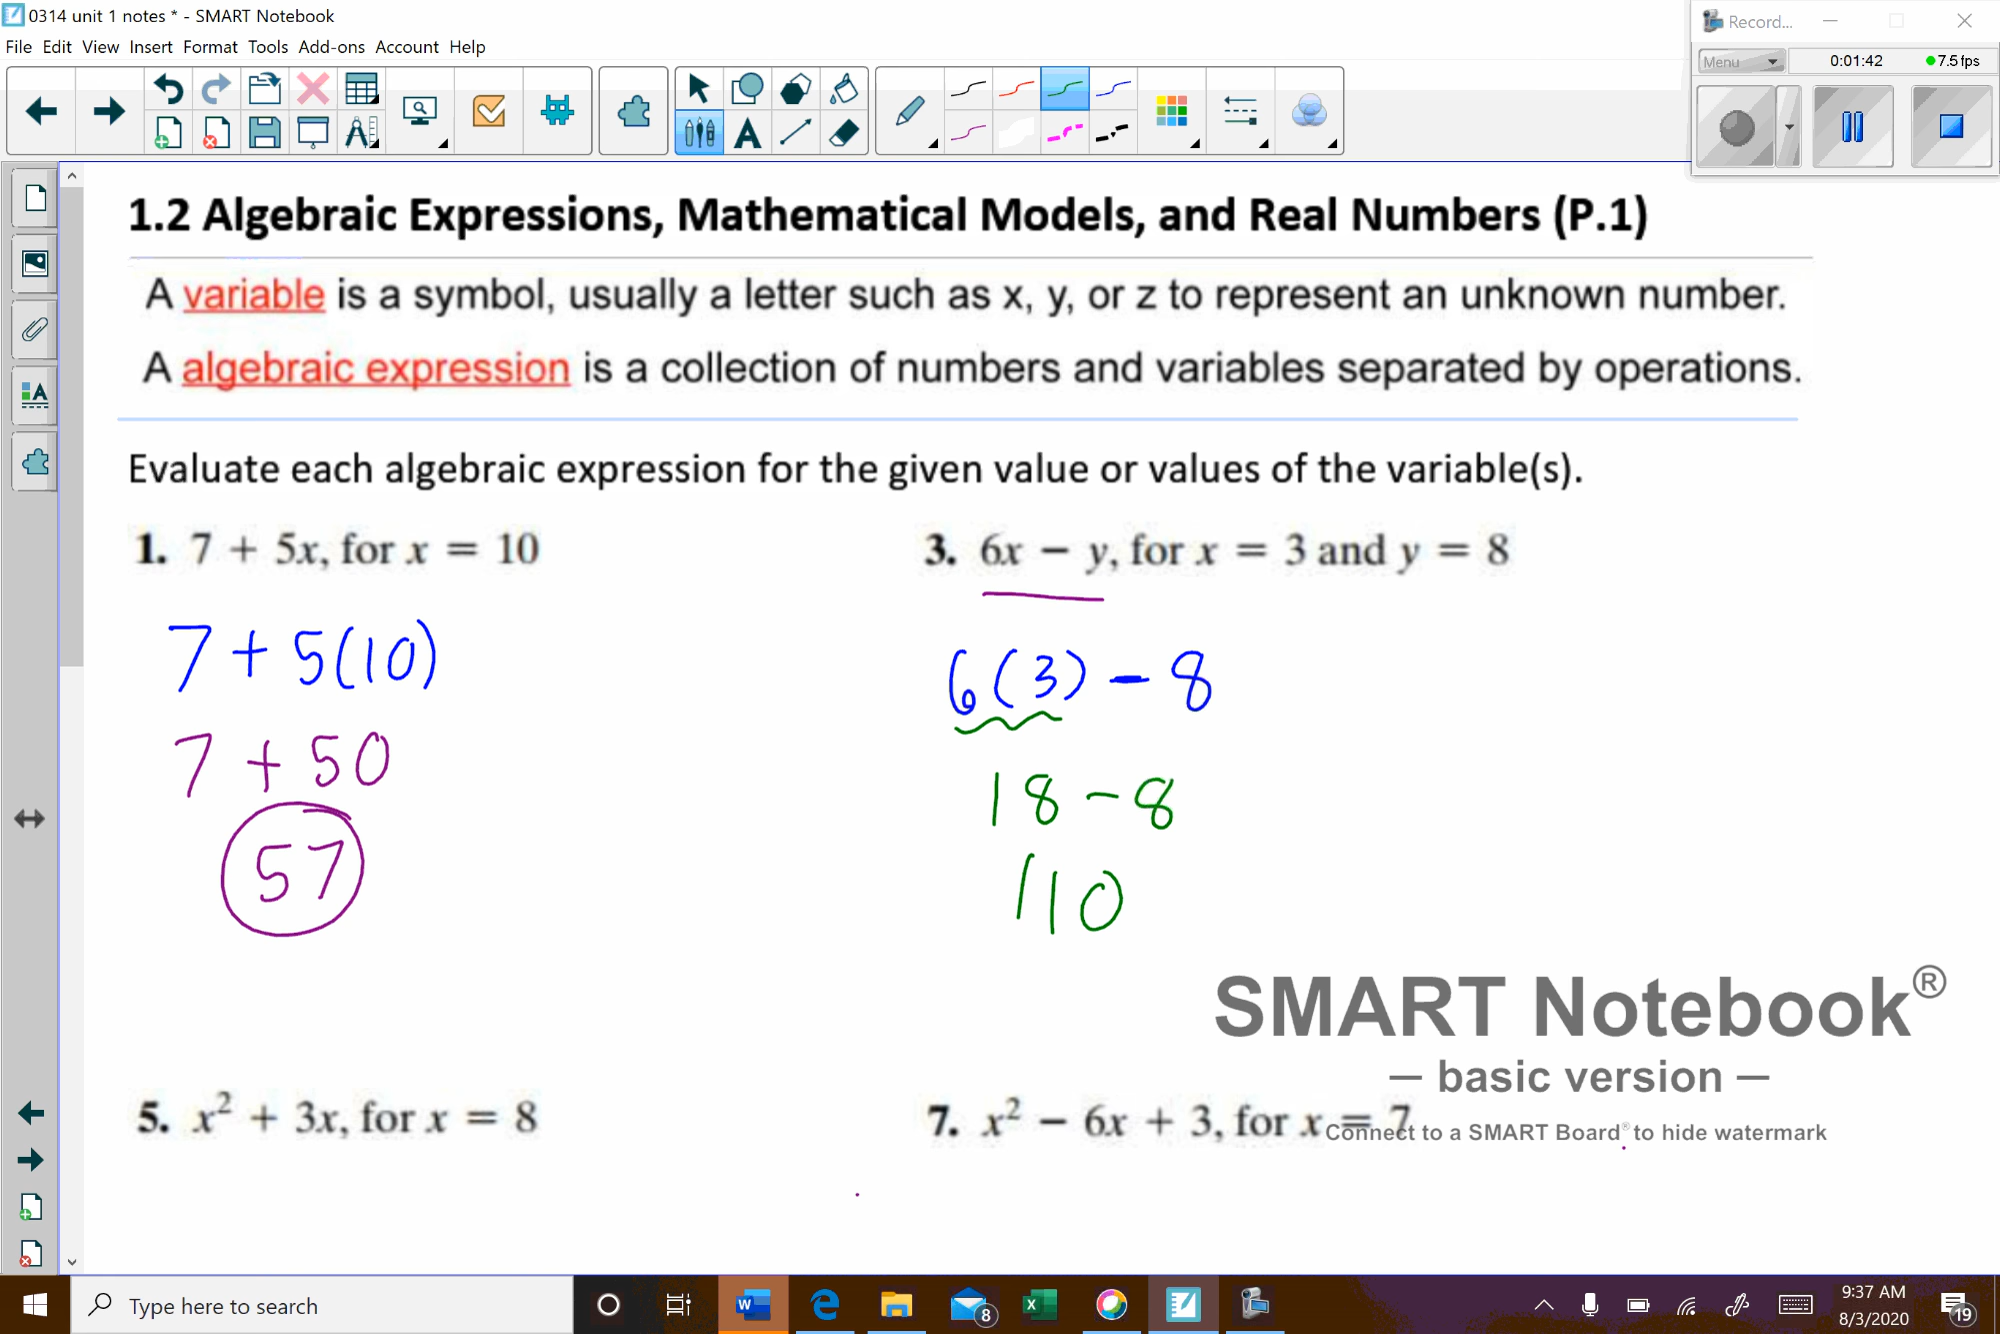 0314 unit 1 notes * - SMART Notebook
File Edit View Insert Format Tools Add-ons Account Help
Record...
Menu 0:01:42 7.5 fps
1.2 Algebraic Expressions, Mathematical Models, and Real Numbers (P.1)
A variable is a symbol, usually a letter such as x, y, or z to represent an unknown number.
A algebraic expression is a collection of numbers and variables separated by operations.
Evaluate each algebraic expression for the given value or values of the variable(s).
1. 7 + 5x, for x = 10
7 + 5(10)
7 + 50
57
3. 6x − y, for x = 3 and y = 8
6(3) - 8
18 - 8
10
5. x² + 3x, for x = 8
7. x² − 6x + 3, for x = 7
SMART Notebook®
— basic version —
Connect to a SMART Board® to hide watermark
Type here to search
8
9:37 AM
8/3/2020
19